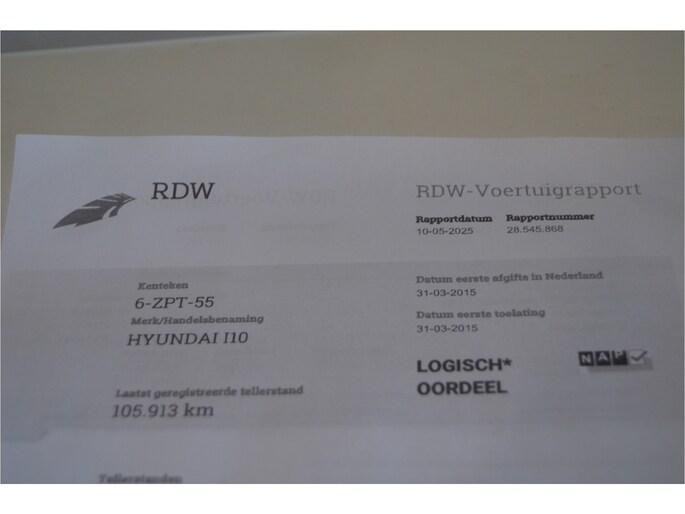 RDW
RDW-Voertuigrapport
Rapportdatum Rapportnummer
10-05-2025 28.545.868
Kenteken
6-ZPT-55
Merk/Handelsbenaming
HYUNDAI I10
Laatst geregistreerde tellerstand
105.913 km
Datum eerste afgifte in Nederland
31-03-2015
Datum eerste toelating
31-03-2015
LOGISCH*
OORDEEL
NAP
Tellerstanden